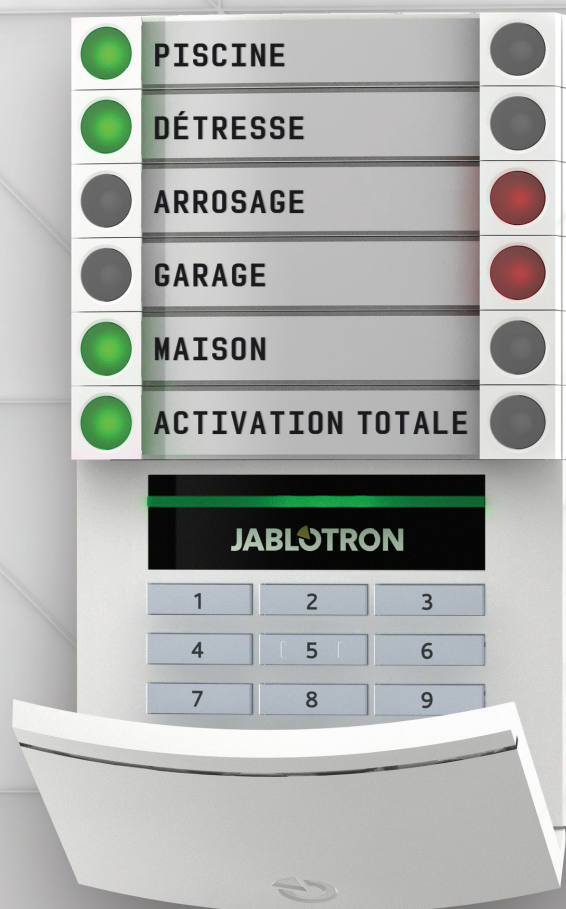 PISCINE
DÉTRESSE
ARROSAGE
GARAGE
MAISON
ACTIVATION TOTALE
JABLOTRON
1 2 3
4 5 6
7 8 9